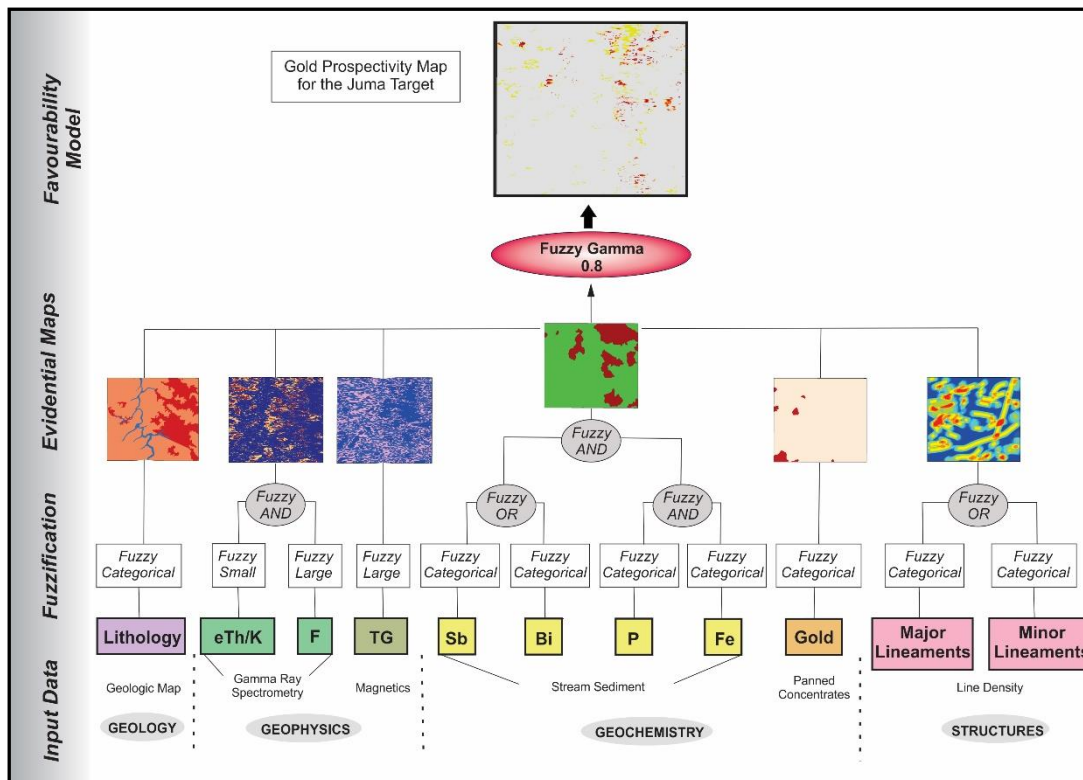 Favourability
Model
Gold Prospectivity Map
for the Juma Target
Fuzzy Gamma
0.8
Evidential Maps
Fuzzy
AND
Fuzzy
AND
Fuzzy
OR
Fuzzy
AND
Fuzzy
OR
Fuzzification
Fuzzy
Categorical
Fuzzy
Small
Fuzzy
Large
Fuzzy
Large
Fuzzy
Categorical
Fuzzy
Categorical
Fuzzy
Categorical
Fuzzy
Categorical
Fuzzy
Categorical
Fuzzy
Categorical
Fuzzy
Categorical
Input Data
Lithology
eTh/K
F
TG
Sb
Bi
P
Fe
Gold
Major
Lineaments
Minor
Lineaments
Geologic Map
Gamma Ray
Spectrometry
Magnetics
Stream Sediment
Panned
Concentrates
Line Density
GEOLOGY
GEOPHYSICS
GEOCHEMISTRY
STRUCTURES